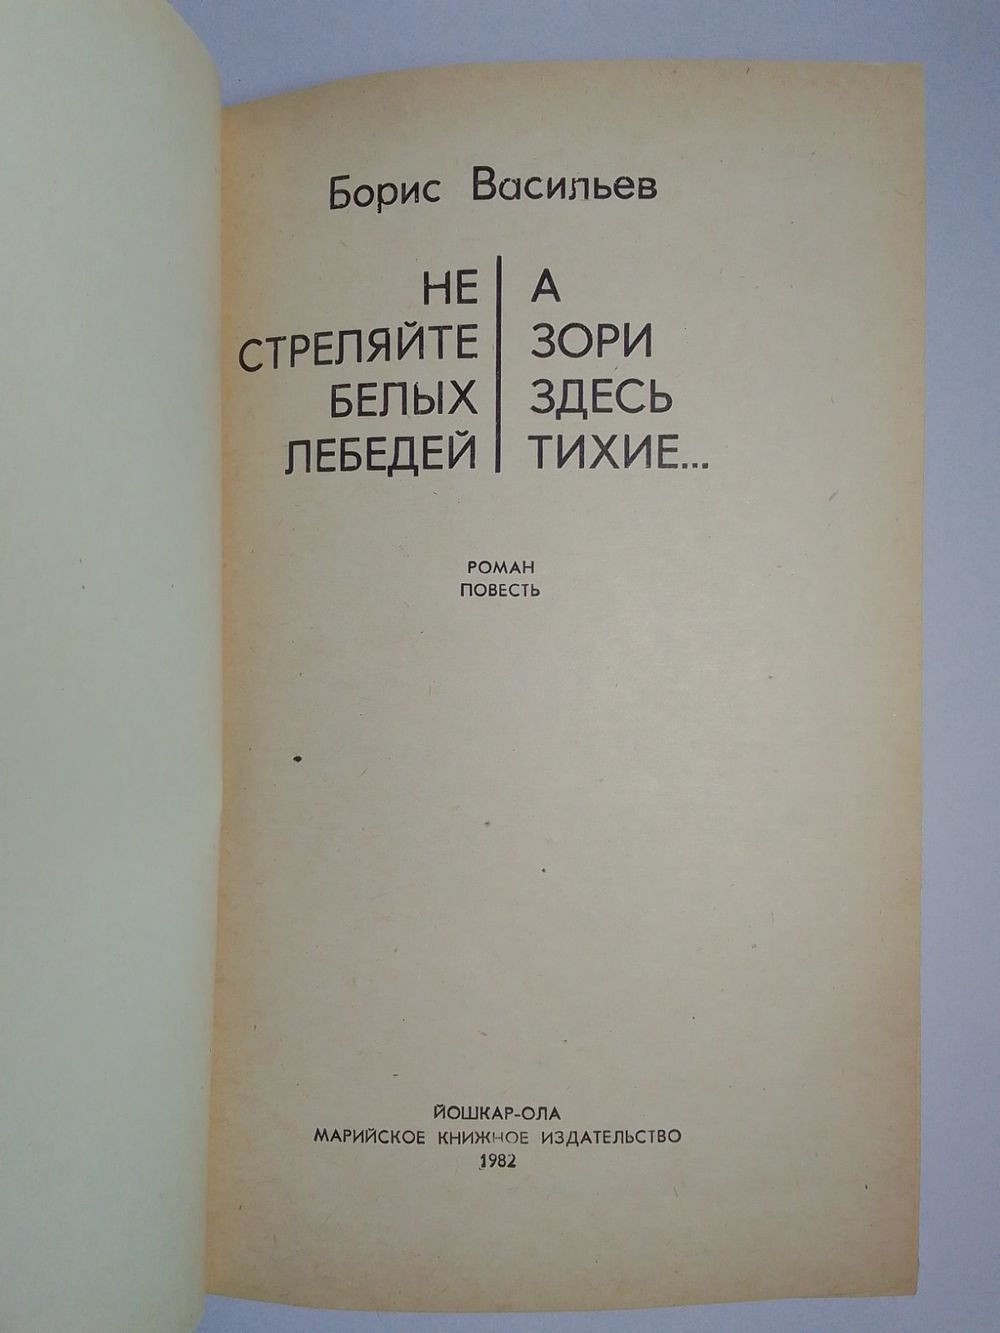 Борис Васильев
НЕ
СТРЕЛЯЙТЕ
БЕЛЫХ
ЛЕБЕДЕЙ
А
ЗОРИ
ЗДЕСЬ
ТИХИЕ...
РОМАН
ПОВЕСТЬ
ЙОШКАР-ОЛА
МАРИЙСКОЕ КНИЖНОЕ ИЗДАТЕЛЬСТВО
1982